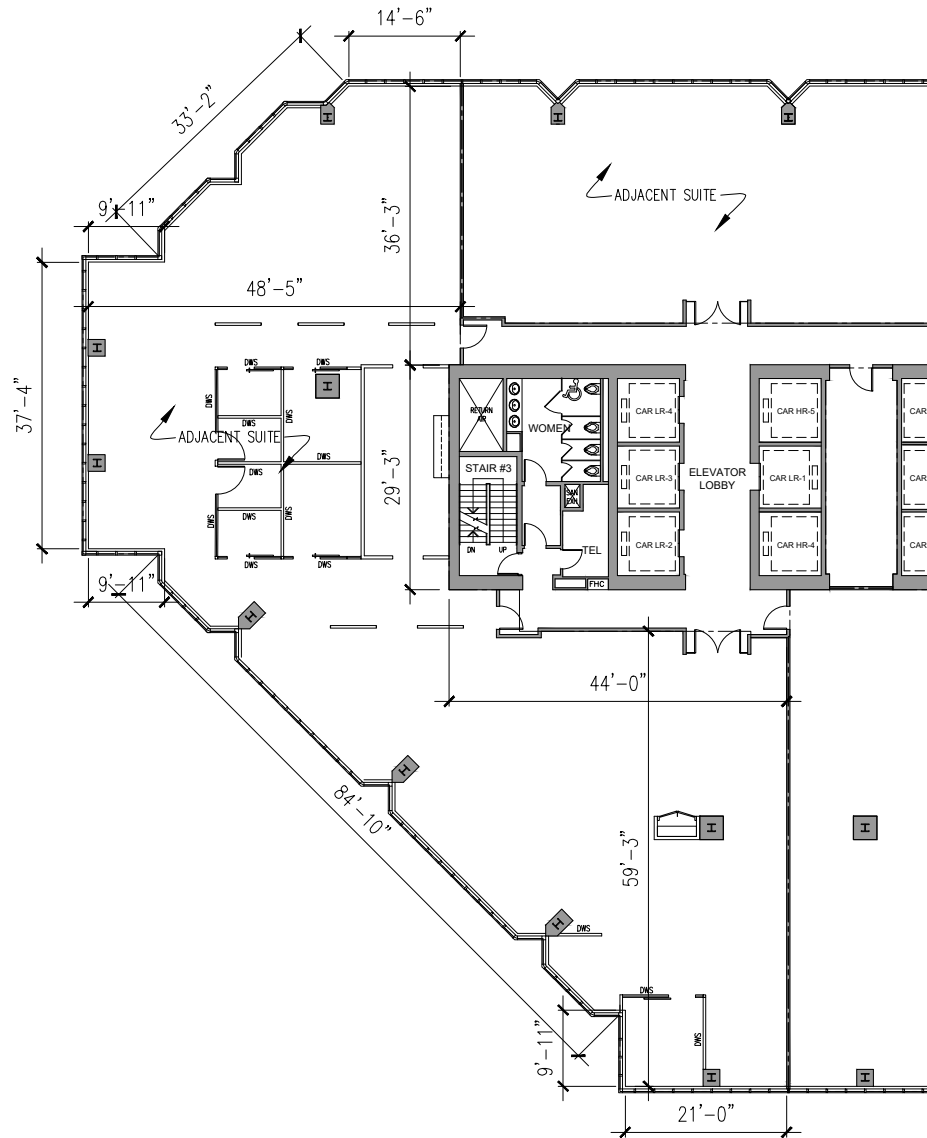 14'-6"
33'-2"
H
H
H
ADJACENT SUITE
9'-11"
36'-3"
48'-5"
H
DWS
DWS
H
DWS
DWS
37'-4"
ADJACENT SUITE
DWS
RETURN
AIR
WOMEN
CAR LR-4
CAR HR-5
CAR
H
29'-3"
STAIR #3
ELEVATOR
LOBBY
CAR LR-3
CAR LR-1
CAR
DWS
DWS
DWS
SAN
EXH
DN
UP
TEL
CAR LR-2
CAR HR-4
CAR
DWS
DWS
FHC
9'-11"
H
44'-0"
H
84'-10"
H
H
59'-3"
H
DWS
DWS
DWS
9'-11"
H
H
21'-0"